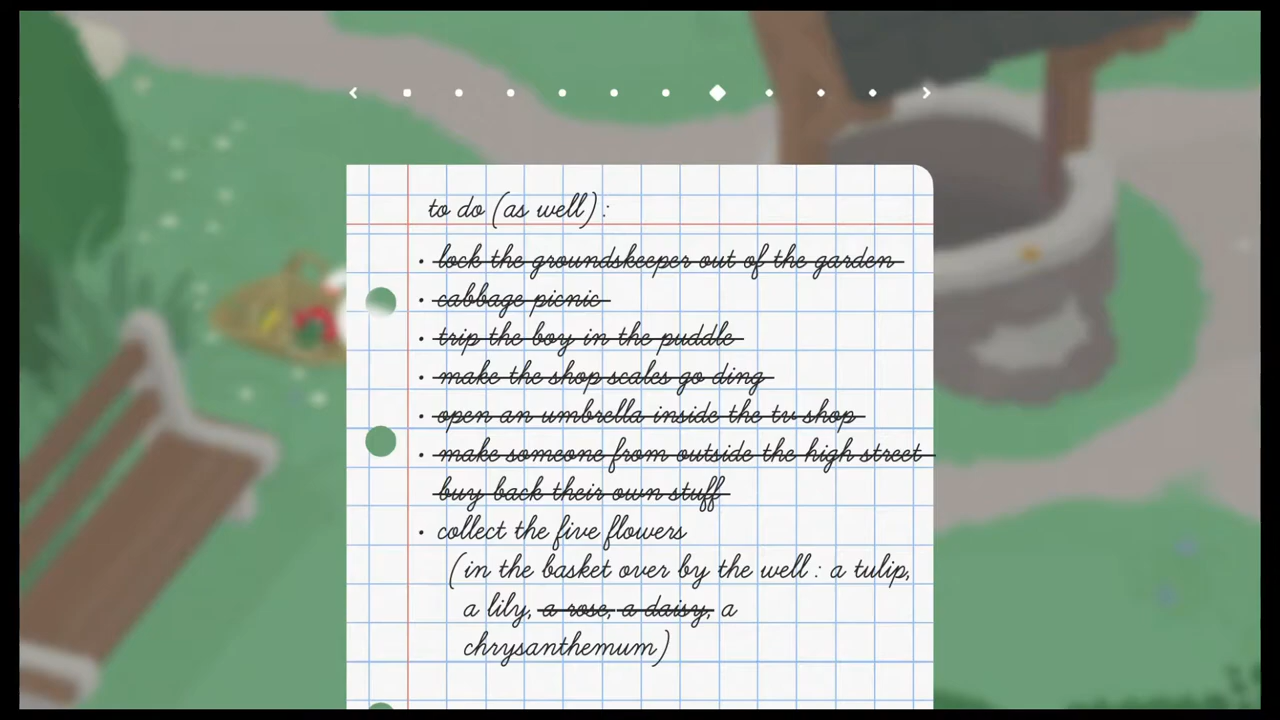 to do (as well) :
• lock the groundskeeper out of the garden
• cabbage picnic
• trip the boy in the puddle
• make the shop scales go ding
• open an umbrella inside the tv shop
• make someone from outside the high street
buy back their own stuff
• collect the five flowers
(in the basket over by the well : a tulip,
a lily, a rose, a daisy, a
chrysanthemum)